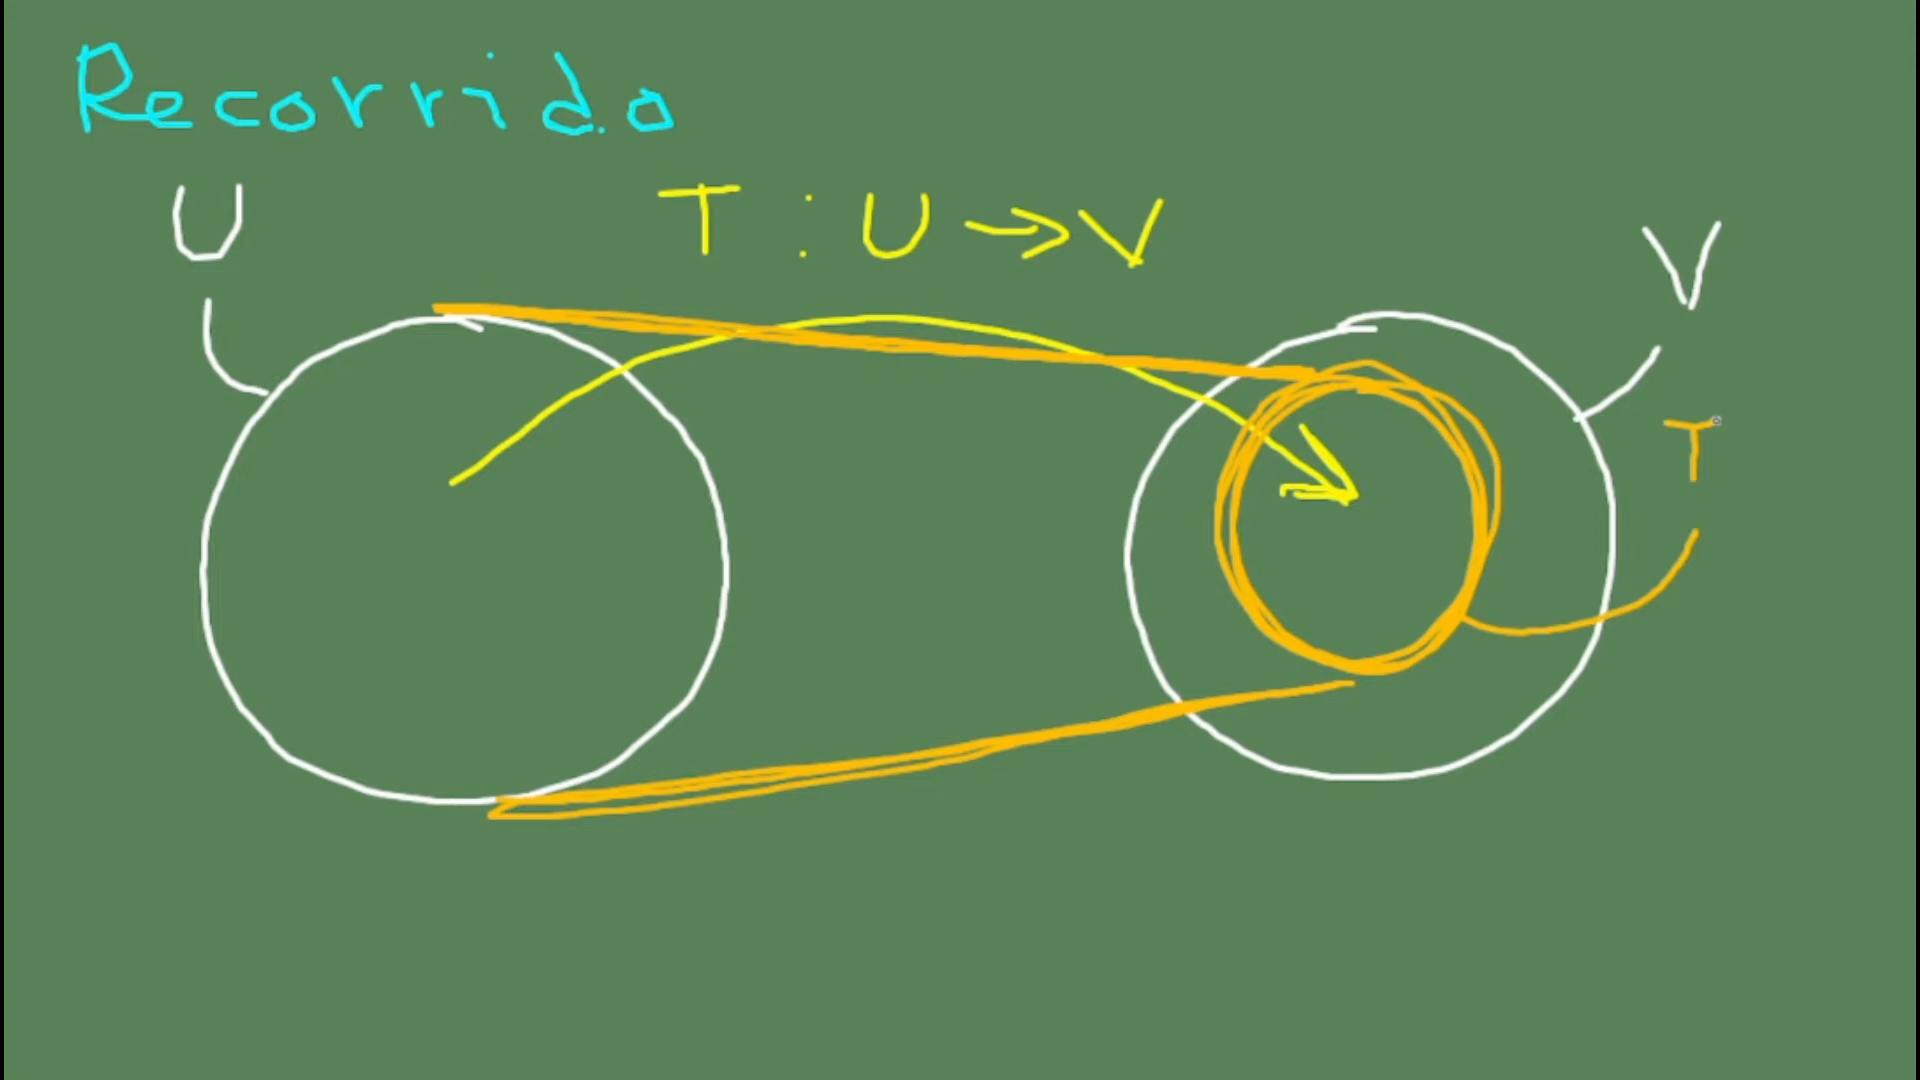 Recorrido
U
T : U → V
V
T